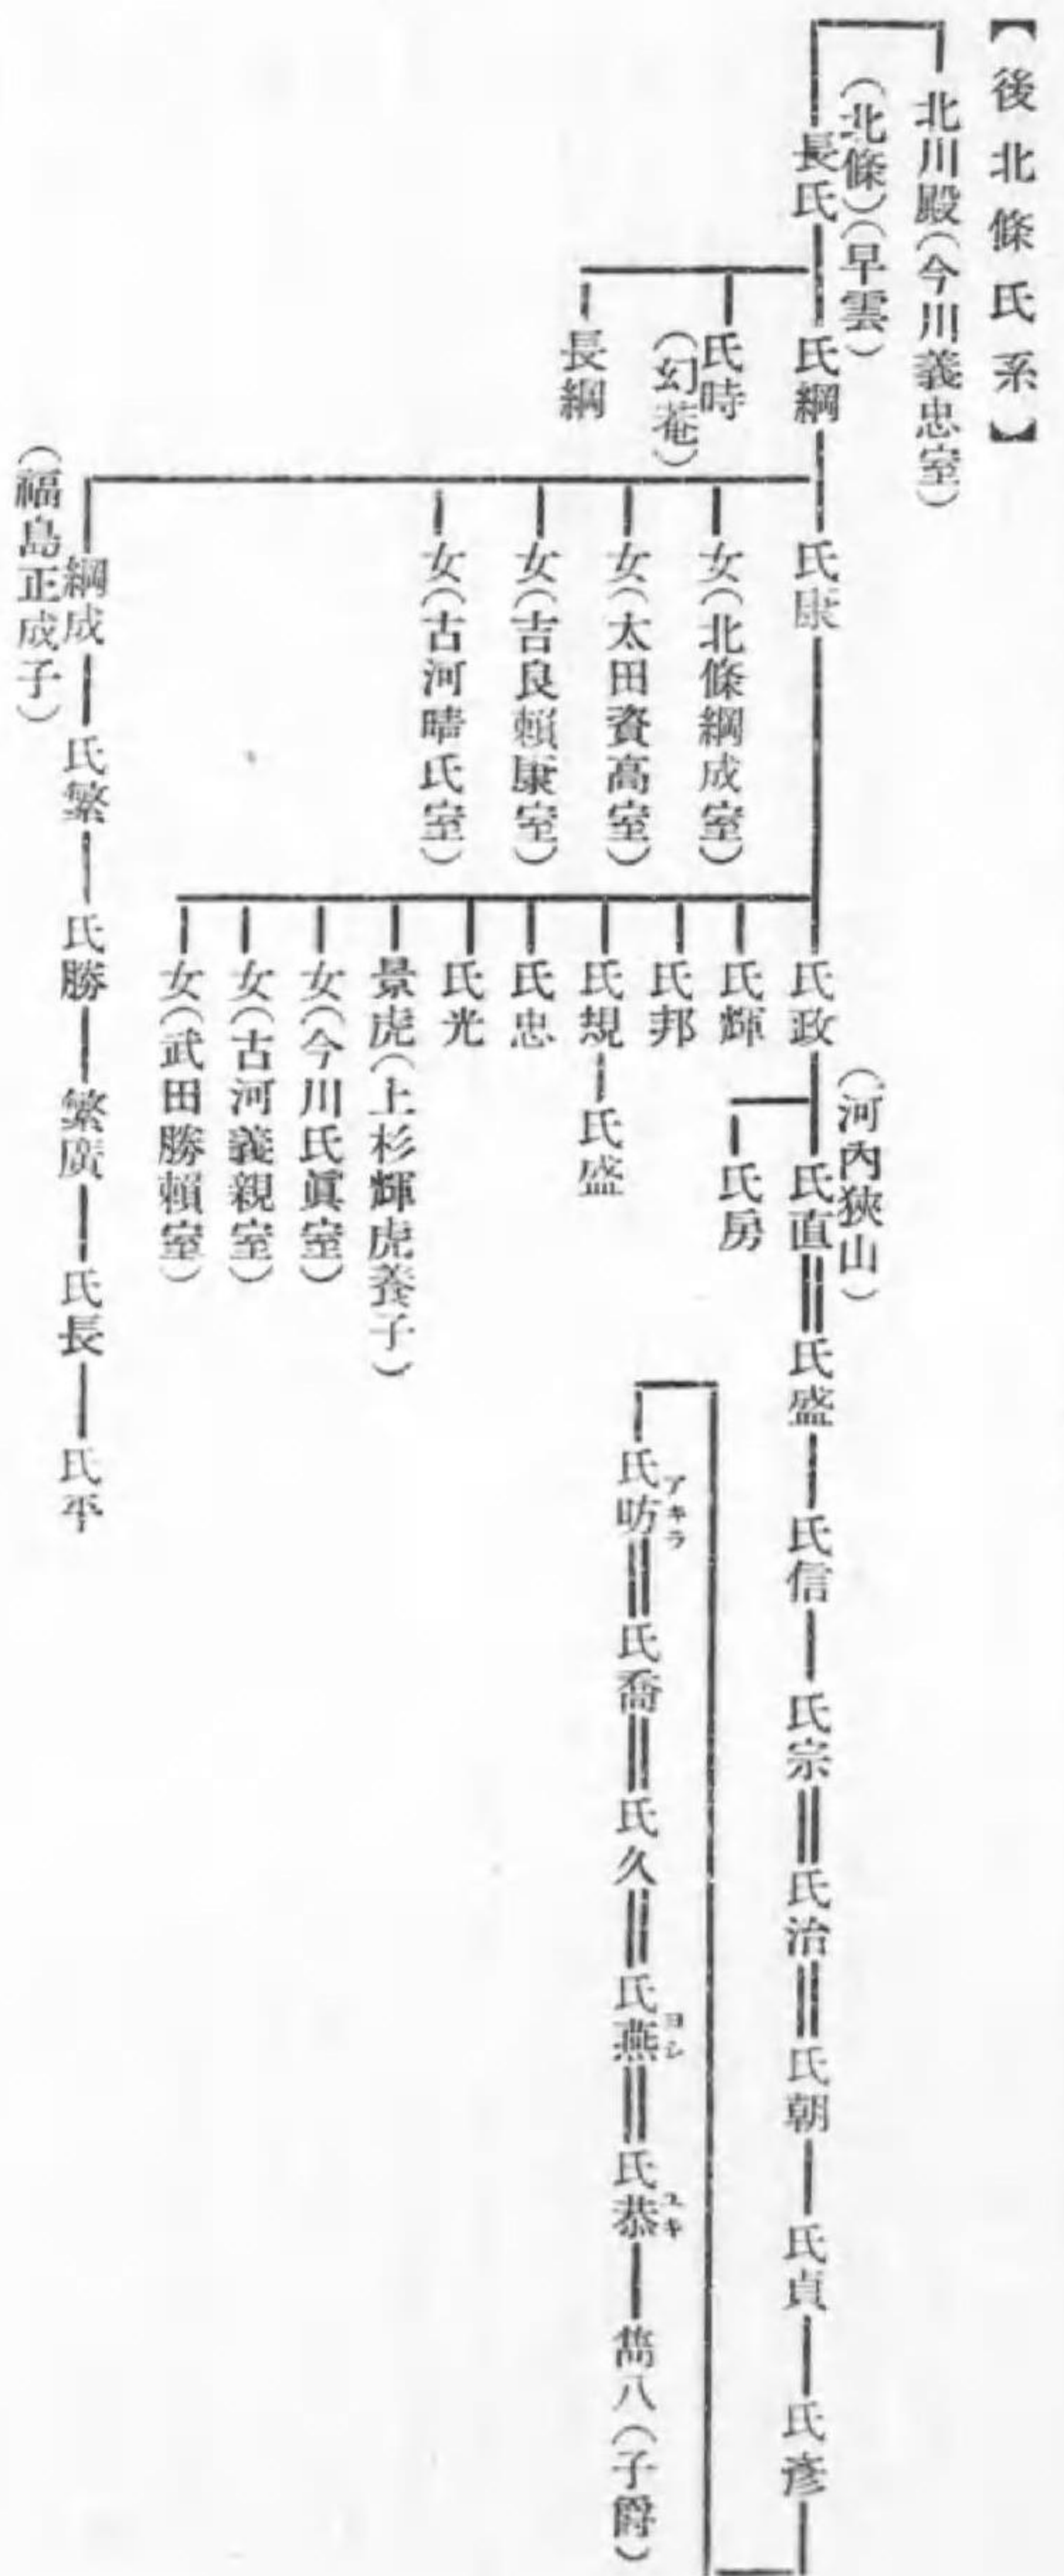 【後北條氏系】
北川殿(今川義忠室)
(北條)(早雲)
長氏
氏綱
氏時
(幻菴)
長綱
氏康
女(北條綱成室)
女(太田資高室)
女(吉良賴康室)
女(古河晴氏室)
綱成
(福島正成子)
氏繁
氏勝
繁廣
氏長
氏平
氏政
氏輝
氏邦
氏規
氏盛
氏忠
氏光
景虎(上杉輝虎養子)
女(今川氏眞室)
女(古河義親室)
女(武田勝賴室)
(河內狹山)
氏直
氏房
氏盛
氏信
氏宗
氏治
氏朝
氏貞
氏彥
氏昉
アキラ
氏喬
氏久
氏燕
ヨシ
氏恭
ユキ
雋八(子爵)